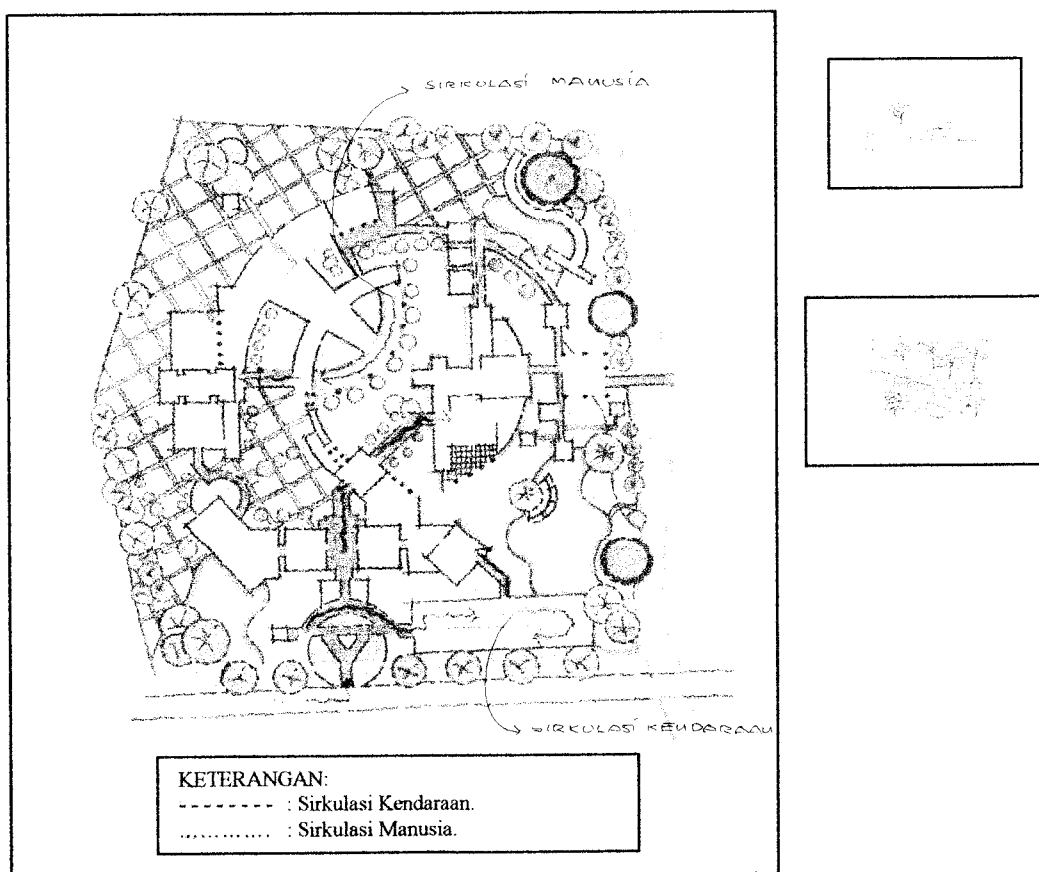 SIRKULASI MANUSIA
SIRKULASI KENDARAAN
KETERANGAN:
--------- : Sirkulasi Kendaraan.
............. : Sirkulasi Manusia.